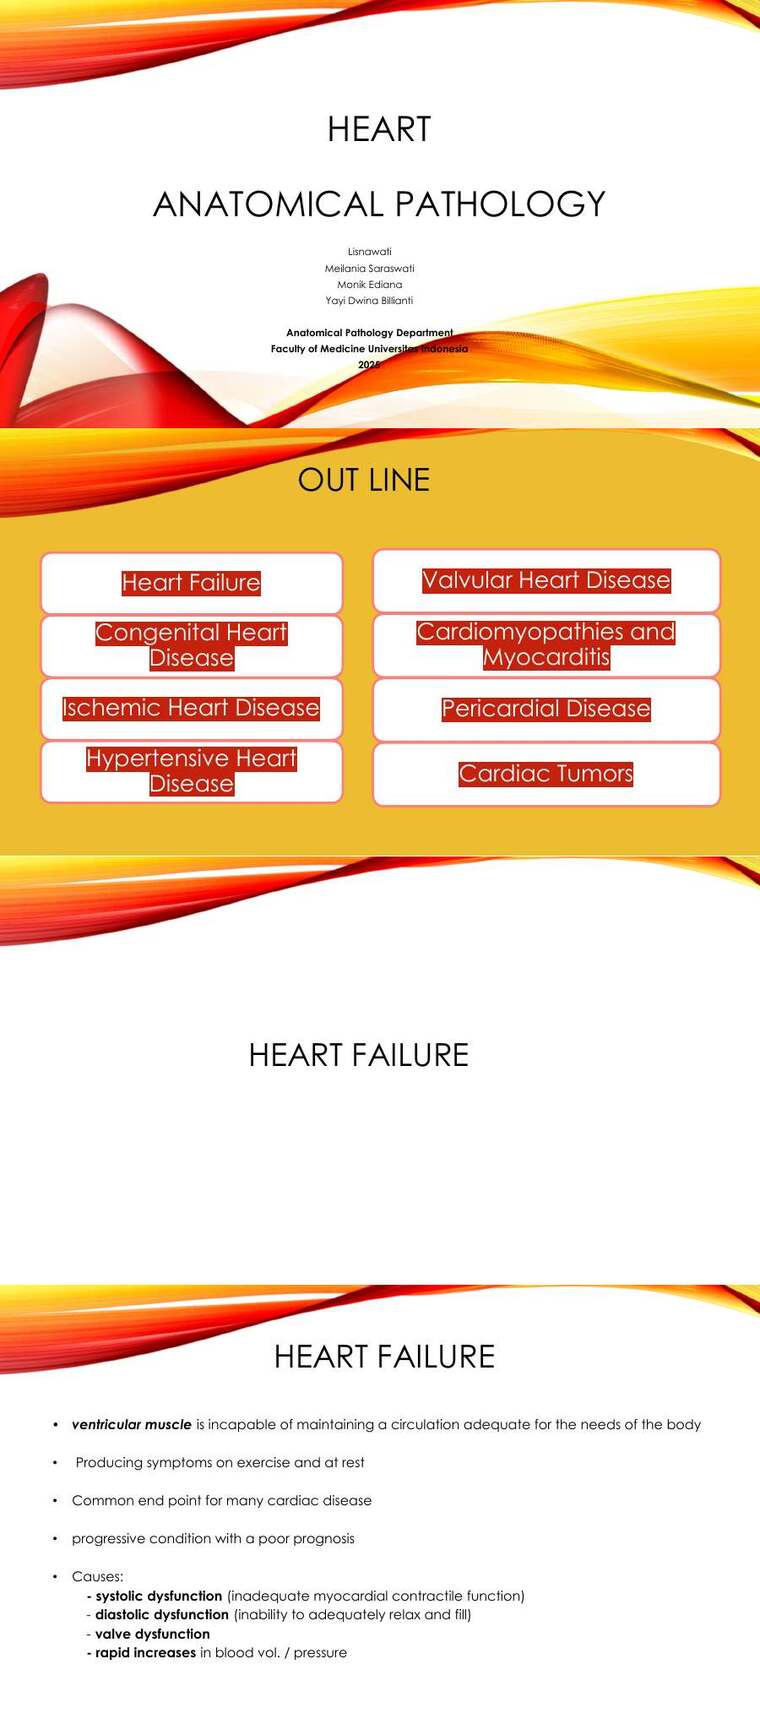 HEART
ANATOMICAL PATHOLOGY
Lisnawati
Meilania Saraswati
Monik Ediana
Yayi Dwina Billianti
Anatomical Pathology Department
Faculty of Medicine Universitas Indonesia
2025
OUT LINE
Heart Failure
Congenital Heart
Disease
Ischemic Heart Disease
Hypertensive Heart
Disease
Valvular Heart Disease
Cardiomyopathies and
Myocarditis
Pericardial Disease
Cardiac Tumors
HEART FAILURE
HEART FAILURE
• ventricular muscle is incapable of maintaining a circulation adequate for the needs of the body
• Producing symptoms on exercise and at rest
• Common end point for many cardiac disease
• progressive condition with a poor prognosis
• Causes:
- systolic dysfunction (inadequate myocardial contractile function)
- diastolic dysfunction (inability to adequately relax and fill)
- valve dysfunction
- rapid increases in blood vol. / pressure